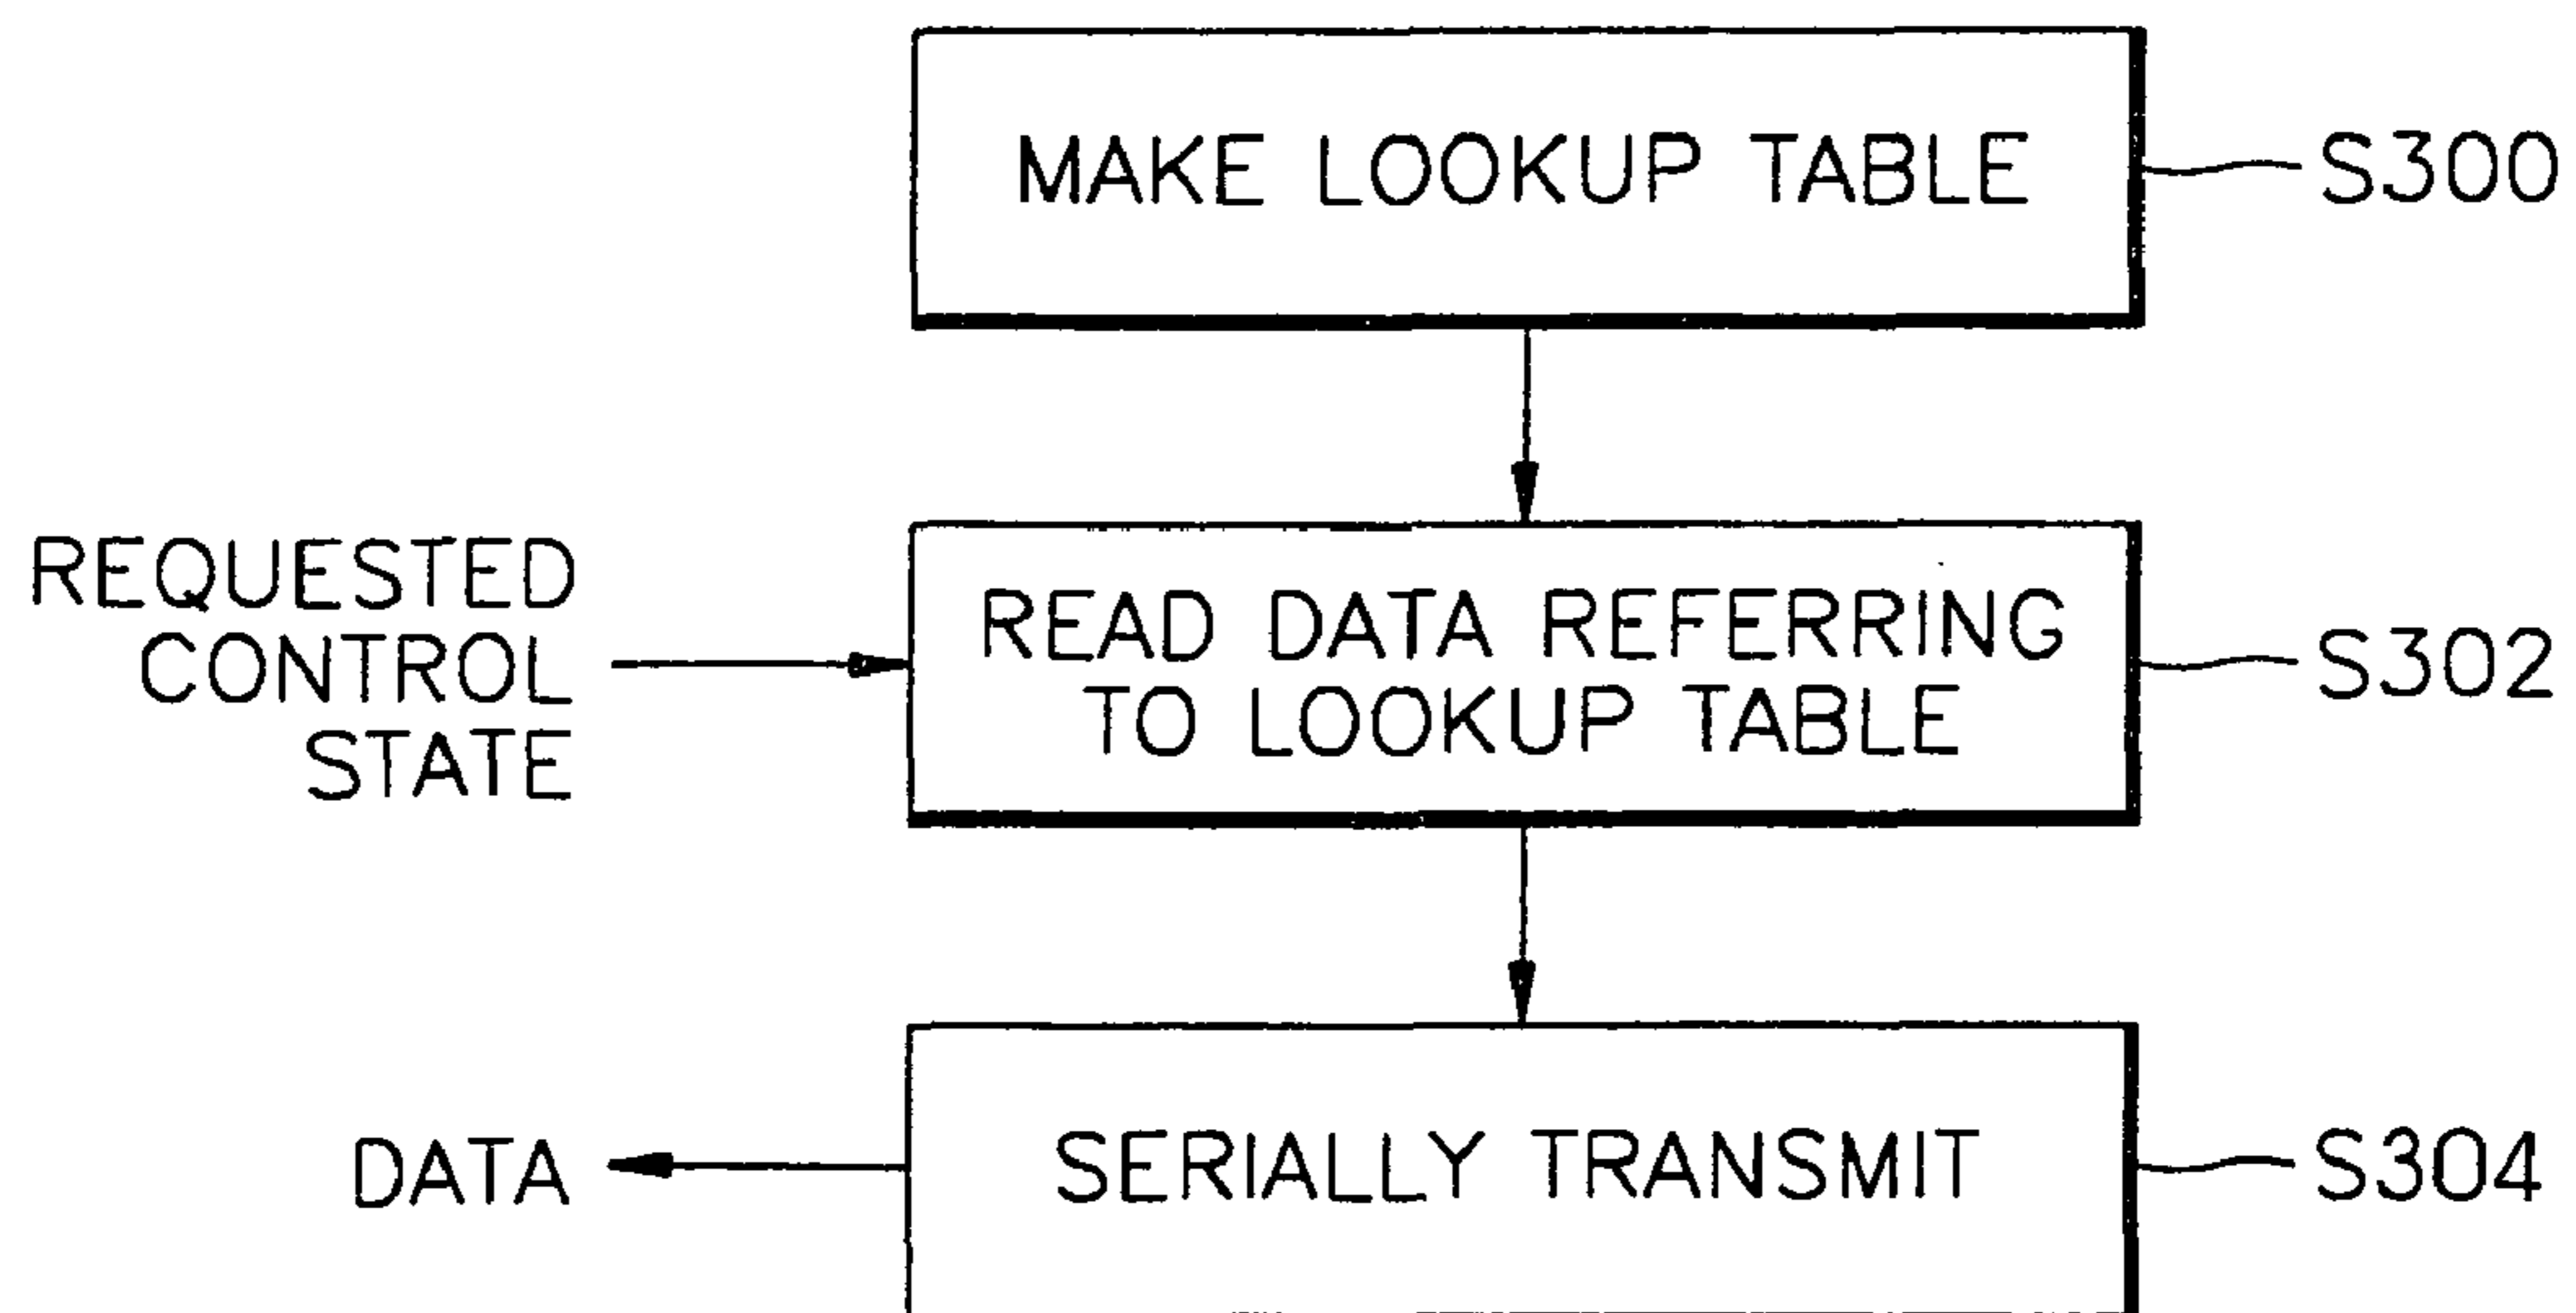 MAKE LOOKUP TABLE
S300
REQUESTED
CONTROL
STATE
READ DATA REFERRING
TO LOOKUP TABLE
S302
DATA
SERIALLY TRANSMIT
S304